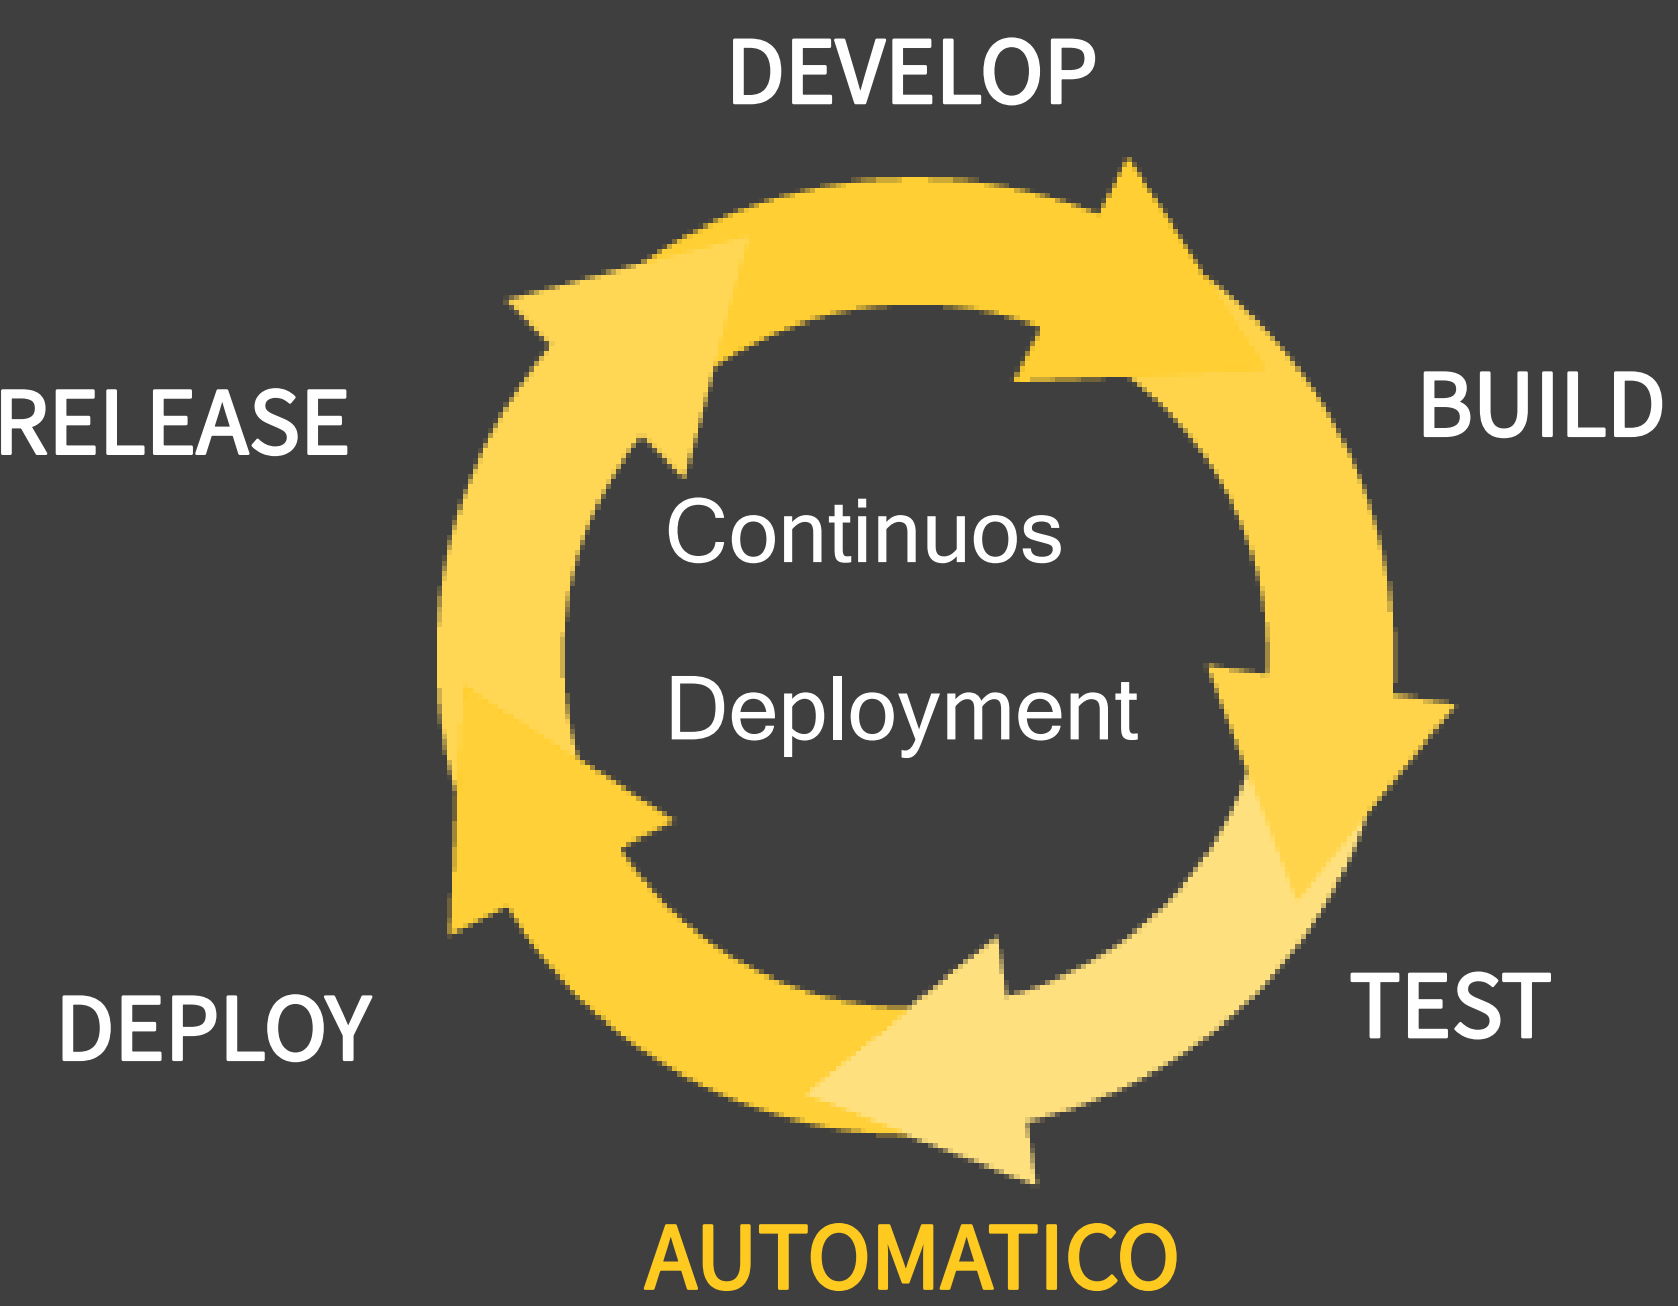 DEVELOP
BUILD
RELEASE
Continuos
Deployment
TEST
DEPLOY
AUTOMATICO